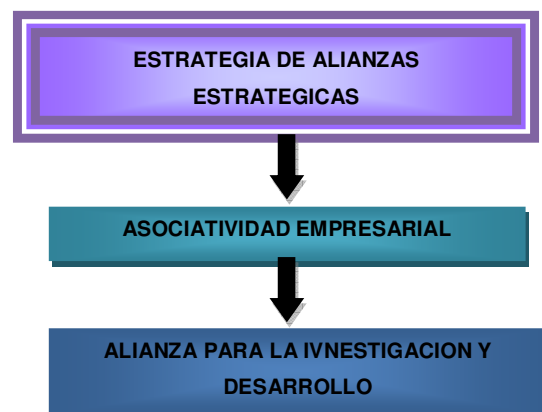 ESTRATEGIA DE ALIANZAS
ESTRATEGICAS
ASOCIATIVIDAD EMPRESARIAL
ALIANZA PARA LA IVNESTIGACION Y
DESARROLLO